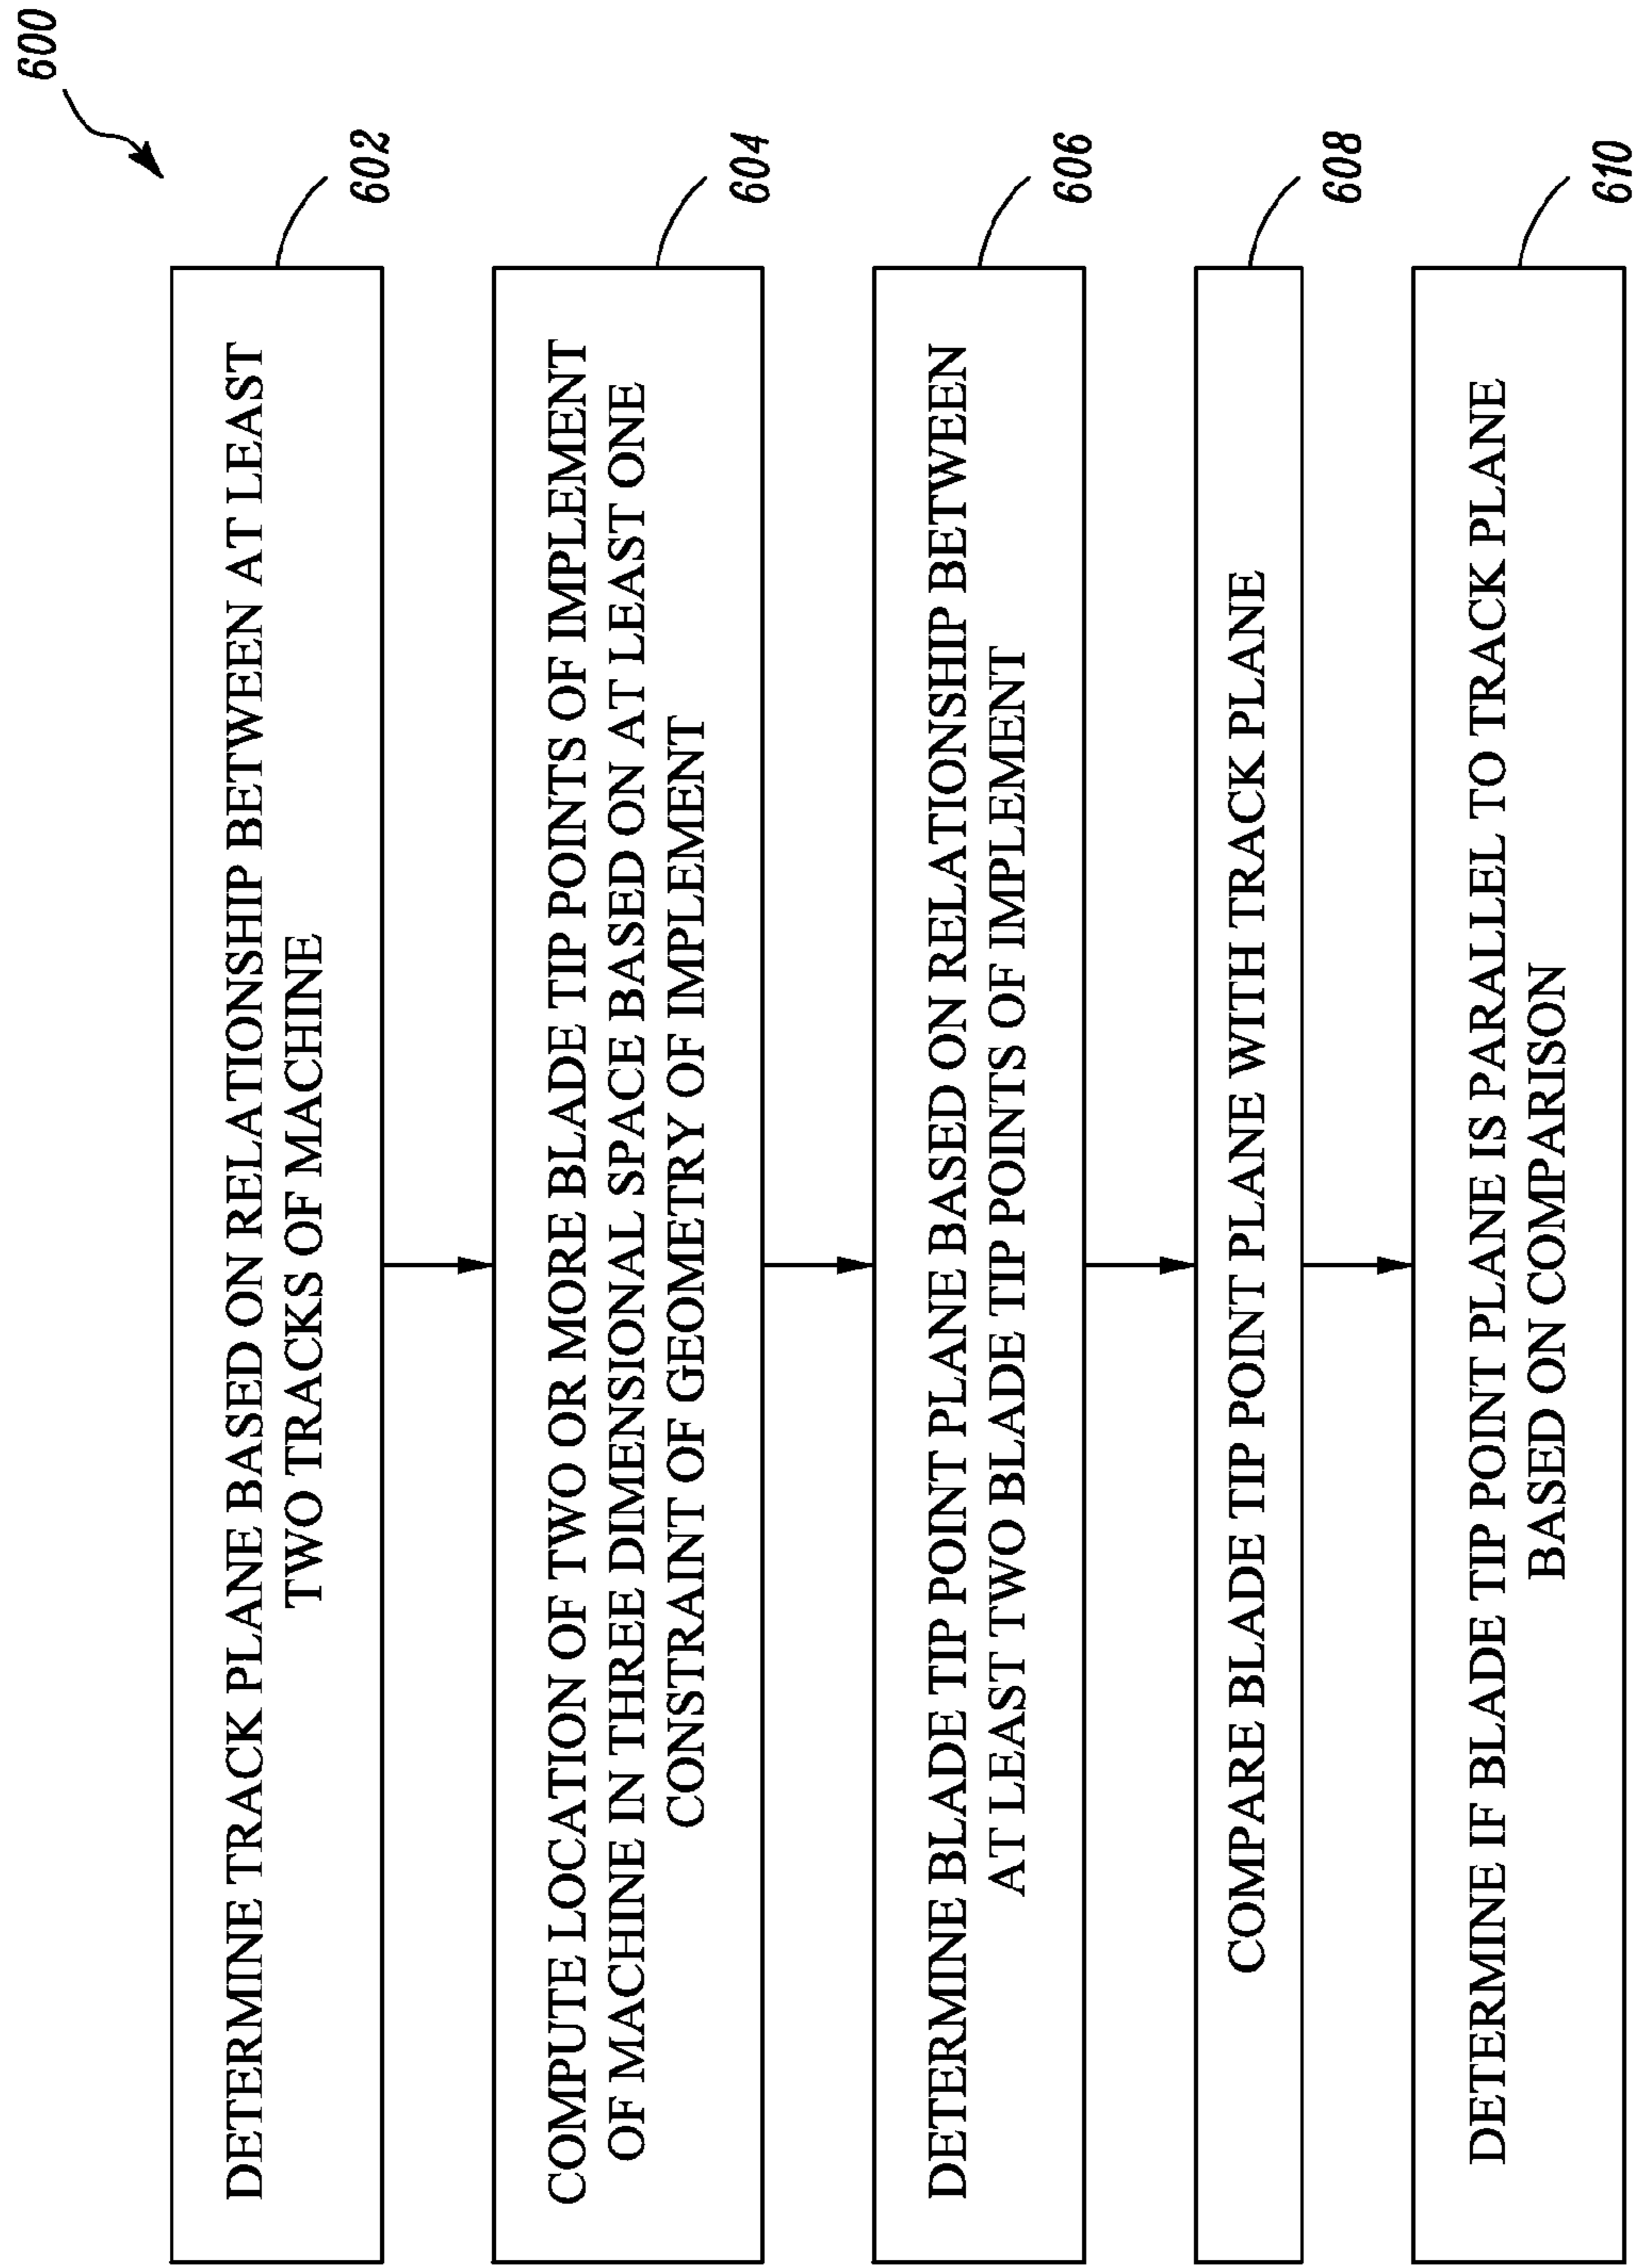 600
DETERMINE TRACK PLANE BASED ON RELATIONSHIP BETWEEN AT LEAST
TWO TRACKS OF MACHINE
602
COMPUTE LOCATION OF TWO OR MORE BLADE TIP POINTS OF IMPLEMENT
OF MACHINE IN THREE DIMENSIONAL SPACE BASED ON AT LEAST ONE
CONSTRAINT OF GEOMETRY OF IMPLEMENT
604
DETERMINE BLADE TIP POINT PLANE BASED ON RELATIONSHIP BETWEEN
AT LEAST TWO BLADE TIP POINTS OF IMPLEMENT
606
COMPARE BLADE TIP POINT PLANE WITH TRACK PLANE
608
DETERMINE IF BLADE TIP POINT PLANE IS PARALLEL TO TRACK PLANE
BASED ON COMPARISON
610